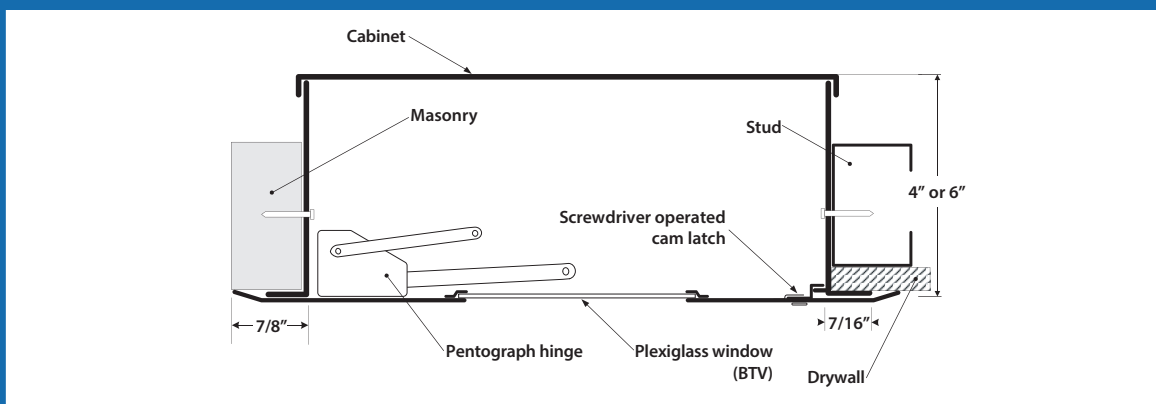 Cabinet
Masonry
Stud
4” or 6”
Screwdriver operated
cam latch
7/8”
7/16”
Pentograph hinge
Plexiglass window
(BTV)
Drywall